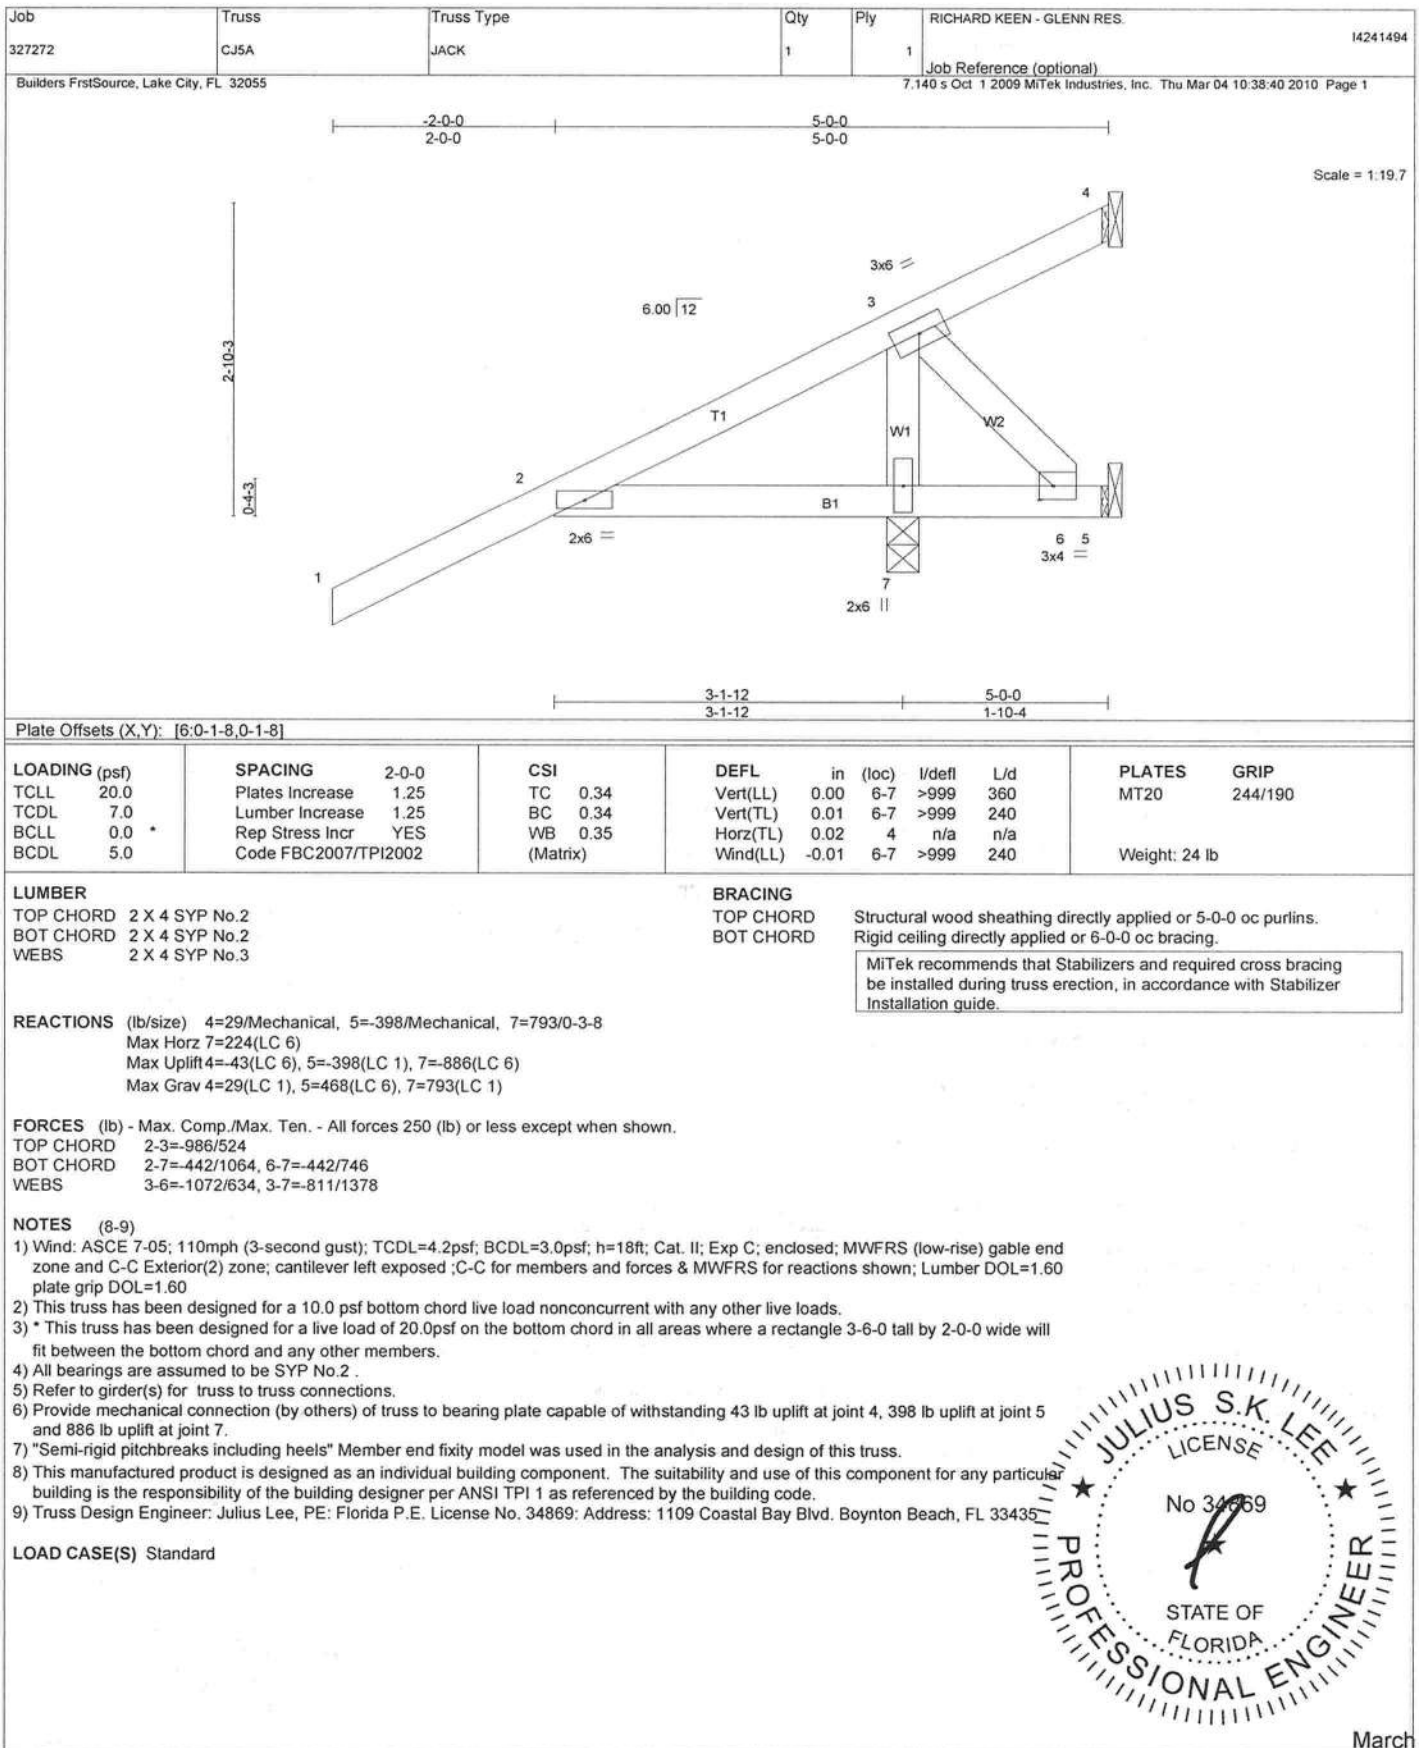 Job Truss Truss Type Qty Ply RICHARD KEEN - GLENN RES.
I4241494
327272 CJ5A JACK 1 1
Job Reference (optional)
Builders FrstSource, Lake City, FL 32055 7.140 s Oct 1 2009 MiTek Industries, Inc. Thu Mar 04 10:38:40 2010 Page 1
-2-0-0 5-0-0
2-0-0 5-0-0
Scale = 1:19.7
4
3x6
3
6.00 12
2-10-3
T1
W1
W2
2
0-4-3
B1
2x6
6 5
3x4
1
7
2x6
3-1-12 5-0-0
3-1-12 1-10-4
Plate Offsets (X,Y): [6:0-1-8,0-1-8]
LOADING (psf)
TCLL 20.0
TCDL 7.0
BCLL 0.0 *
BCDL 5.0
SPACING 2-0-0
Plates Increase 1.25
Lumber Increase 1.25
Rep Stress Incr YES
Code FBC2007/TPI2002
CSI
TC 0.34
BC 0.34
WB 0.35
(Matrix)
DEFL in (loc) l/defl L/d
Vert(LL) 0.00 6-7 >999 360
Vert(TL) 0.01 6-7 >999 240
Horz(TL) 0.02 4 n/a n/a
Wind(LL) -0.01 6-7 >999 240
PLATES GRIP
MT20 244/190
Weight: 24 lb
LUMBER
TOP CHORD 2 X 4 SYP No.2
BOT CHORD 2 X 4 SYP No.2
WEBS 2 X 4 SYP No.3
BRACING
TOP CHORD Structural wood sheathing directly applied or 5-0-0 oc purlins.
BOT CHORD Rigid ceiling directly applied or 6-0-0 oc bracing.
MiTek recommends that Stabilizers and required cross bracing
be installed during truss erection, in accordance with Stabilizer
Installation guide.
REACTIONS (lb/size) 4=29/Mechanical, 5=-398/Mechanical, 7=793/0-3-8
Max Horz 7=224(LC 6)
Max Uplift4=-43(LC 6), 5=-398(LC 1), 7=-886(LC 6)
Max Grav 4=29(LC 1), 5=468(LC 6), 7=793(LC 1)
FORCES (lb) - Max. Comp./Max. Ten. - All forces 250 (lb) or less except when shown.
TOP CHORD 2-3=-986/524
BOT CHORD 2-7=-442/1064, 6-7=-442/746
WEBS 3-6=-1072/634, 3-7=-811/1378
NOTES (8-9)
1) Wind: ASCE 7-05; 110mph (3-second gust); TCDL=4.2psf; BCDL=3.0psf; h=18ft; Cat. II; Exp C; enclosed; MWFRS (low-rise) gable end
zone and C-C Exterior(2) zone; cantilever left exposed ;C-C for members and forces & MWFRS for reactions shown; Lumber DOL=1.60
plate grip DOL=1.60
2) This truss has been designed for a 10.0 psf bottom chord live load nonconcurrent with any other live loads.
3) * This truss has been designed for a live load of 20.0psf on the bottom chord in all areas where a rectangle 3-6-0 tall by 2-0-0 wide will
fit between the bottom chord and any other members.
4) All bearings are assumed to be SYP No.2 .
5) Refer to girder(s) for truss to truss connections.
6) Provide mechanical connection (by others) of truss to bearing plate capable of withstanding 43 lb uplift at joint 4, 398 lb uplift at joint 5
and 886 lb uplift at joint 7.
7) "Semi-rigid pitchbreaks including heels" Member end fixity model was used in the analysis and design of this truss.
8) This manufactured product is designed as an individual building component. The suitability and use of this component for any particular
building is the responsibility of the building designer per ANSI TPI 1 as referenced by the building code.
9) Truss Design Engineer: Julius Lee, PE: Florida P.E. License No. 34869: Address: 1109 Coastal Bay Blvd. Boynton Beach, FL 33435
LOAD CASE(S) Standard
JULIUS S.K. LEE
LICENSE
No 34869
STATE OF
FLORIDA
PROFESSIONAL ENGINEER
March